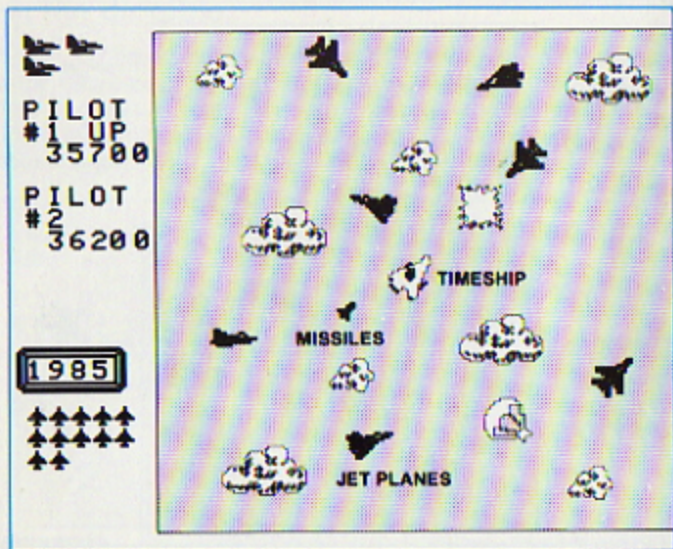 PILOT
#1 UP
35700
PILOT
#2
36200
1985
TIMESHIP
MISSILES
JET PLANES